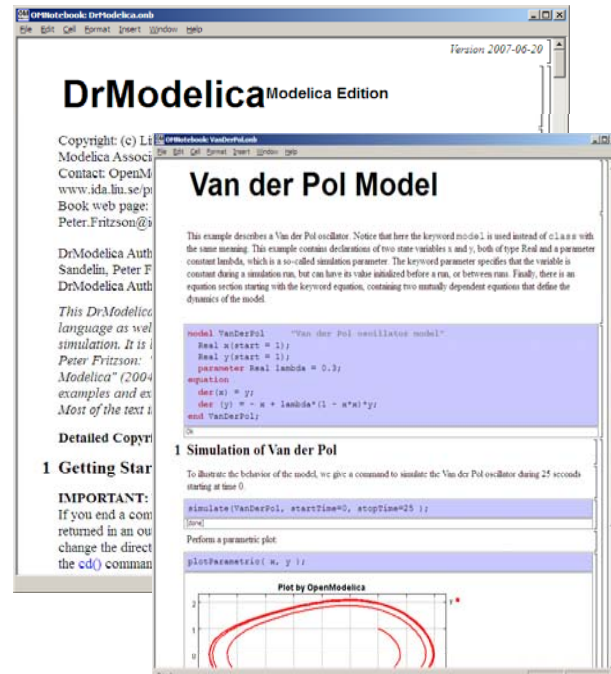 OMNotebook: DrModelica.onb
File Edit Cell Format Insert Window Help
Version 2007-06-20
DrModelica Modelica Edition
Copyright: (c) Li
Modelica Associ
Contact: OpenM
www.ida.liu.se/p
Book web page:
Peter.Fritzson@i
DrModelica Auth
Sandelin, Peter F
DrModelica Auth
This DrModelica
language as wel
simulation. It is
Peter Fritzson: "
Modelica" (2004
examples and ex
Most of the text i
Detailed Copyri
1 Getting Star
IMPORTANT:
If you end a com
returned in an ou
change the direct
the cd() comman
OMNotebook: VanDerPol.onb
File Edit Cell Format Insert Window Help
Van der Pol Model
This example describes a Van der Pol oscillator. Notice that here the keyword model is used instead of class with
the same meaning. This example contains declarations of two state variables x and y, both of type Real and a parameter
constant lambda, which is a so-called simulation parameter. The keyword parameter specifies that the variable is
constant during a simulation run, but can have its value initialized before a run, or between runs. Finally, there is an
equation section starting with the keyword equation, containing two mutually dependent equations that define the
dynamics of the model.
model VanDerPol "Van der Pol oscillator model"
Real x(start = 1);
Real y(start = 1);
parameter Real lambda = 0.3;
equation
der(x) = y;
der (y) = - x + lambda*(1 - x*x)*y;
end VanDerPol;
Ok
1 Simulation of Van der Pol
To illustrate the behavior of the model, we give a command to simulate the Van der Pol oscillator during 25 seconds
starting at time 0.
simulate(VanDerPol, startTime=0, stopTime=25 );
[done]
Perform a parametric plot:
plotParametric( x, y );
Plot by OpenModelica
y
2
1
0